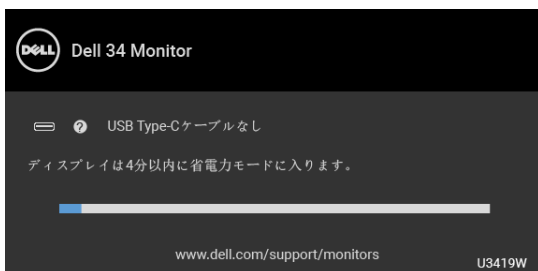 DELL
Dell 34 Monitor
? USB Type-Cケーブルなし
ディスプレイは4分以内に省電力モードに入ります。
www.dell.com/support/monitors
U3419W